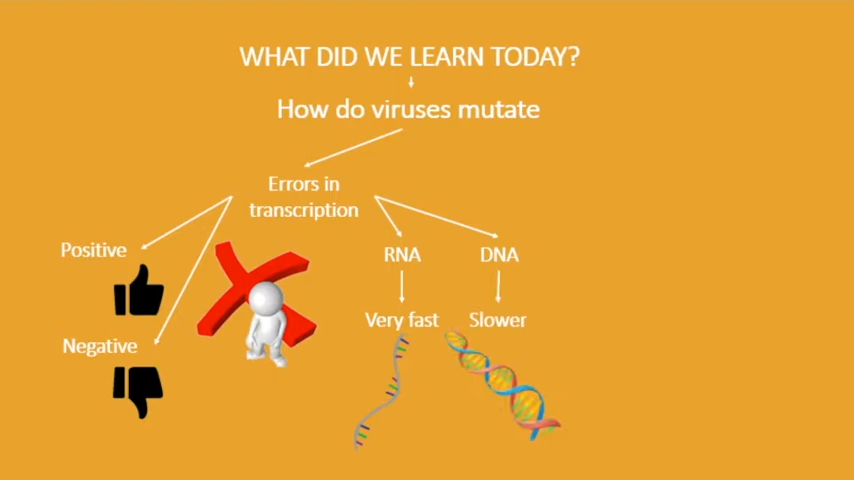 WHAT DID WE LEARN TODAY?
How do viruses mutate
Errors in
transcription
Positive
Negative
RNA
DNA
Very fast
Slower